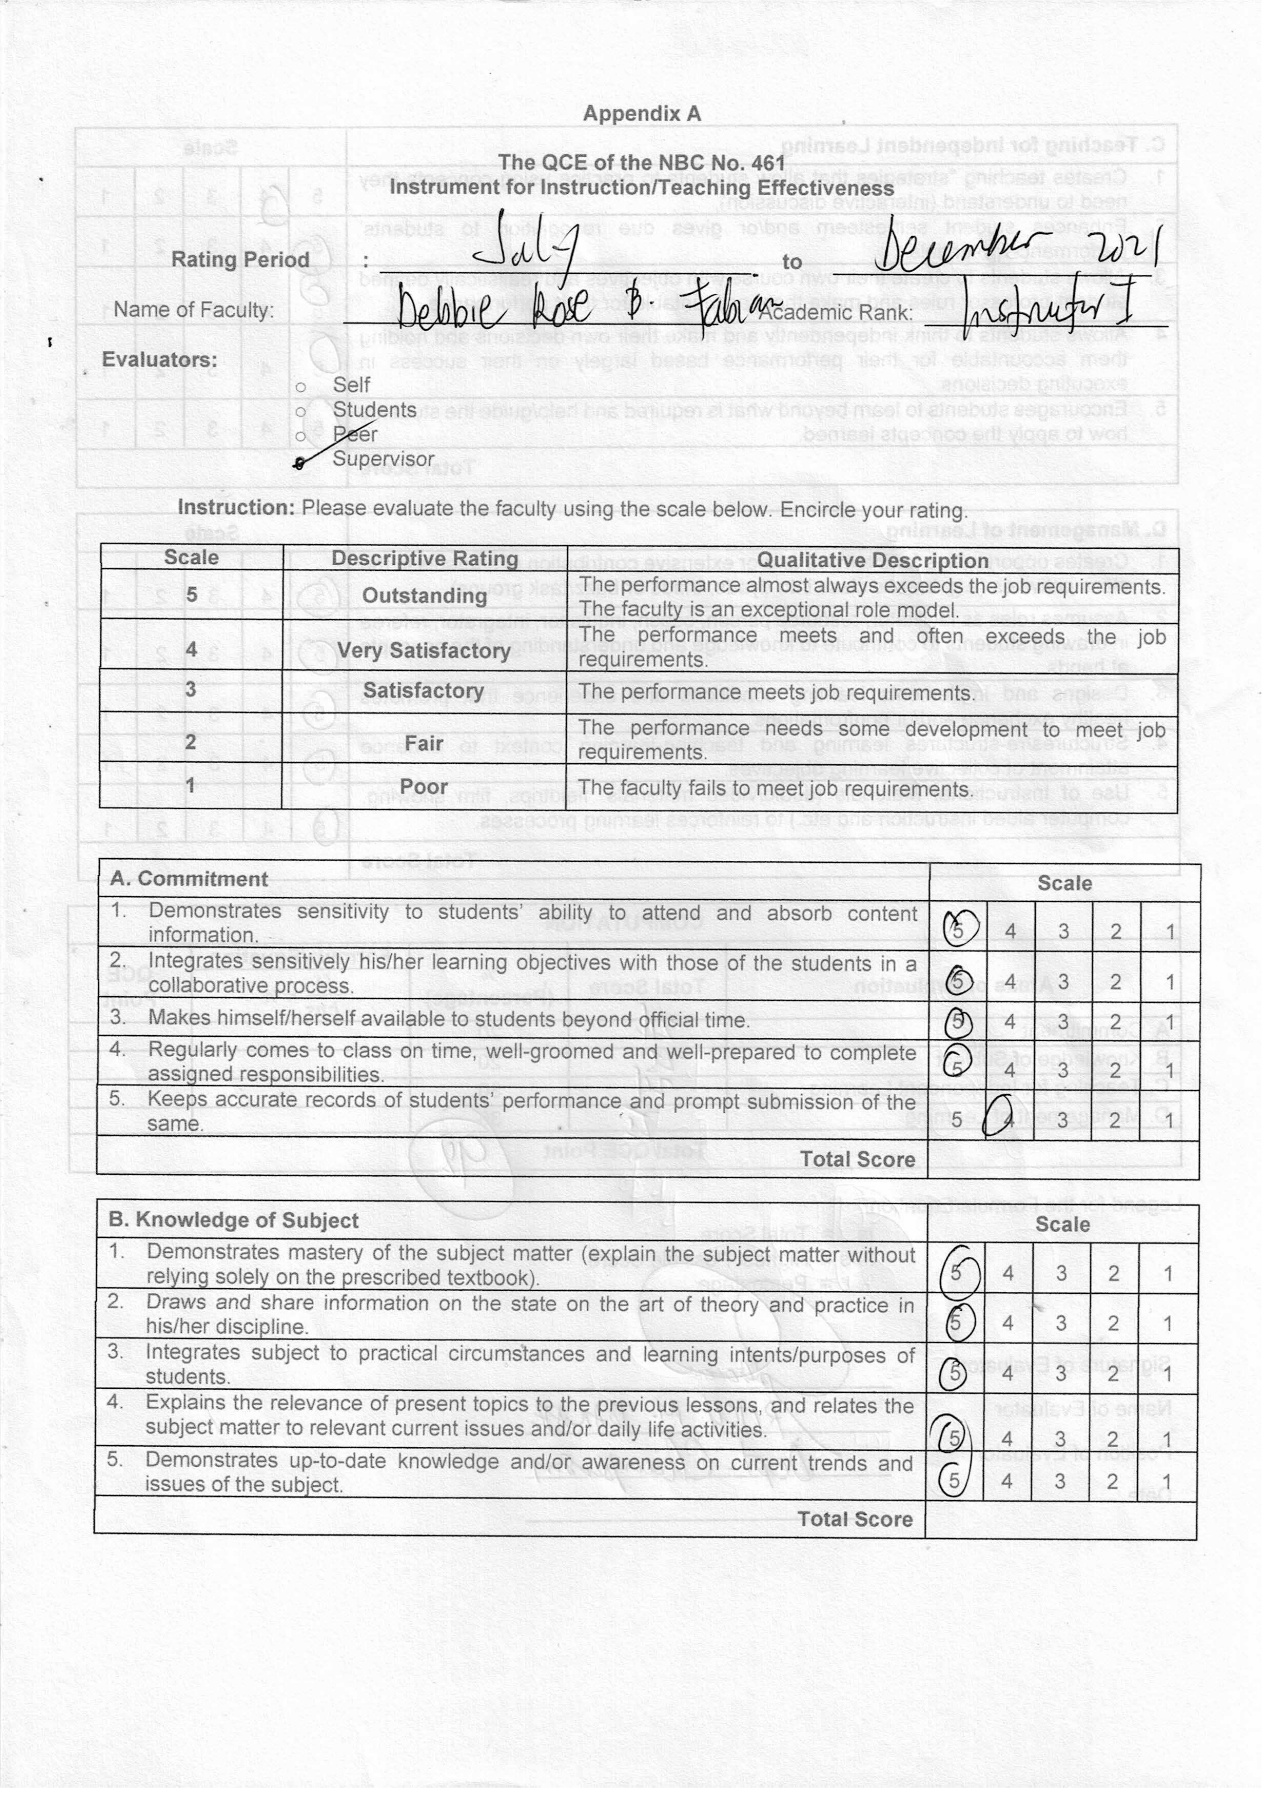 Appendix A
The QCE of the NBC No. 461
Instrument for Instruction/Teaching Effectiveness
Rating Period : July to December 2021
Name of Faculty: Debbie Rose B. Fabian Academic Rank: Instructor I
Evaluators:
Self
Students
Peer
Supervisor
Instruction: Please evaluate the faculty using the scale below. Encircle your rating.
Scale Descriptive Rating Qualitative Description
5 Outstanding The performance almost always exceeds the job requirements.
The faculty is an exceptional role model.
4 Very Satisfactory The performance meets and often exceeds the job
requirements.
3 Satisfactory The performance meets job requirements.
2 Fair The performance needs some development to meet job
requirements.
1 Poor The faculty fails to meet job requirements.
A. Commitment Scale
1. Demonstrates sensitivity to students' ability to attend and absorb content
information. 5 4 3 2 1
2. Integrates sensitively his/her learning objectives with those of the students in a
collaborative process. 5 4 3 2 1
3. Makes himself/herself available to students beyond official time. 5 4 3 2 1
4. Regularly comes to class on time, well-groomed and well-prepared to complete
assigned responsibilities. 5 4 3 2 1
5. Keeps accurate records of students' performance and prompt submission of the
same. 5 4 3 2 1
Total Score
B. Knowledge of Subject Scale
1. Demonstrates mastery of the subject matter (explain the subject matter without
relying solely on the prescribed textbook). 5 4 3 2 1
2. Draws and share information on the state on the art of theory and practice in
his/her discipline. 5 4 3 2 1
3. Integrates subject to practical circumstances and learning intents/purposes of
students. 5 4 3 2 1
4. Explains the relevance of present topics to the previous lessons, and relates the
subject matter to relevant current issues and/or daily life activities. 5 4 3 2 1
5. Demonstrates up-to-date knowledge and/or awareness on current trends and
issues of the subject. 5 4 3 2 1
Total Score